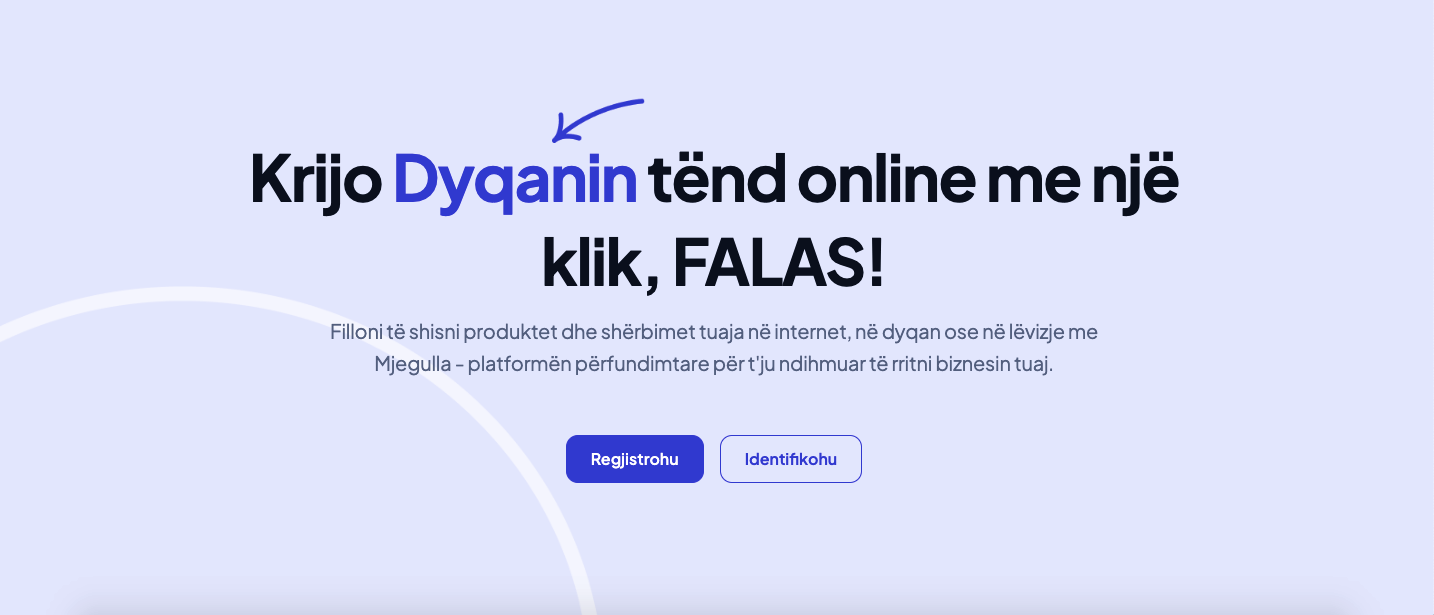 Krijo Dyqanin tënd online me një
klik, FALAS!
Filloni të shisni produktet dhe shërbimet tuaja në internet, në dyqan ose në lëvizje me
Mjegulla - platformën përfundimtare për t'ju ndihmuar të rritni biznesin tuaj.
Regjistrohu
Identifikohu